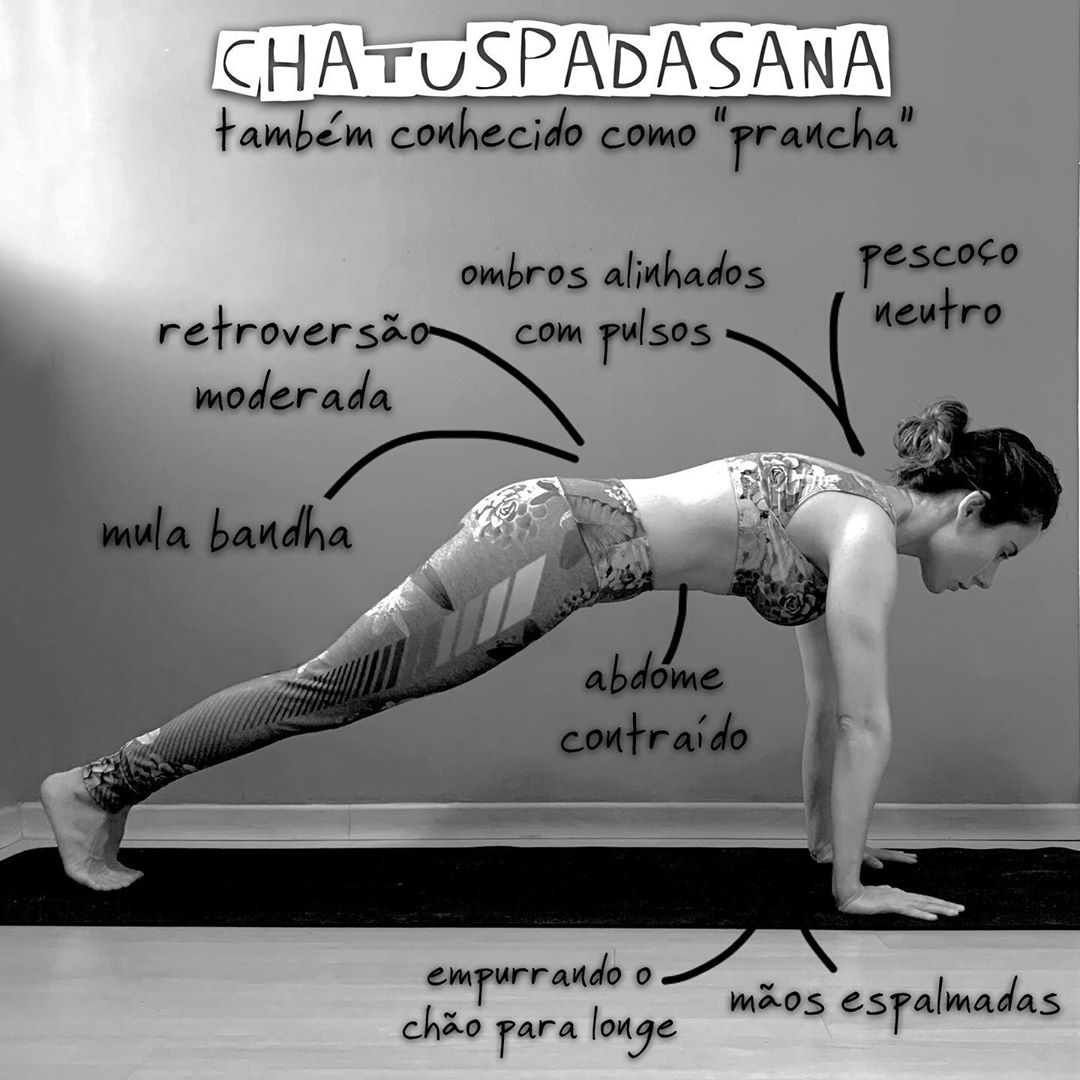 CHATUSPADASANA
também conhecido como "prancha"
pescoço
neutro
ombros alinhados
com pulsos
retroversão
moderada
mula bandha
abdome
contraído
empurrando o
chão para longe
mãos espalmadas